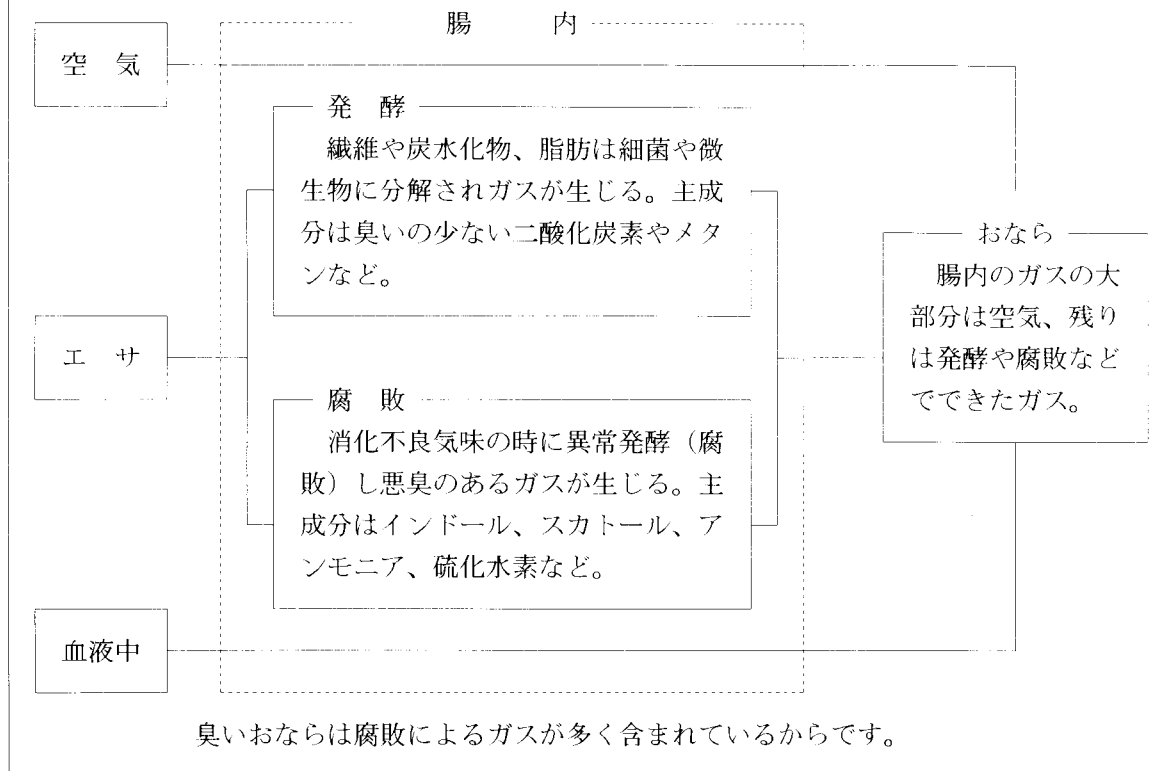 腸　内
空　気
発　酵
繊維や炭水化物、脂肪は細菌や微
生物に分解されガスが生じる。主成
分は臭いの少ない二酸化炭素やメタ
ンなど。
エ　サ
腐　敗
消化不良気味の時に異常発酵（腐
敗）し悪臭のあるガスが生じる。主
成分はインドール、スカトール、ア
ンモニア、硫化水素など。
血液中
おなら
腸内のガスの大
部分は空気、残り
は発酵や腐敗など
でできたガス。
臭いおならは腐敗によるガスが多く含まれているからです。